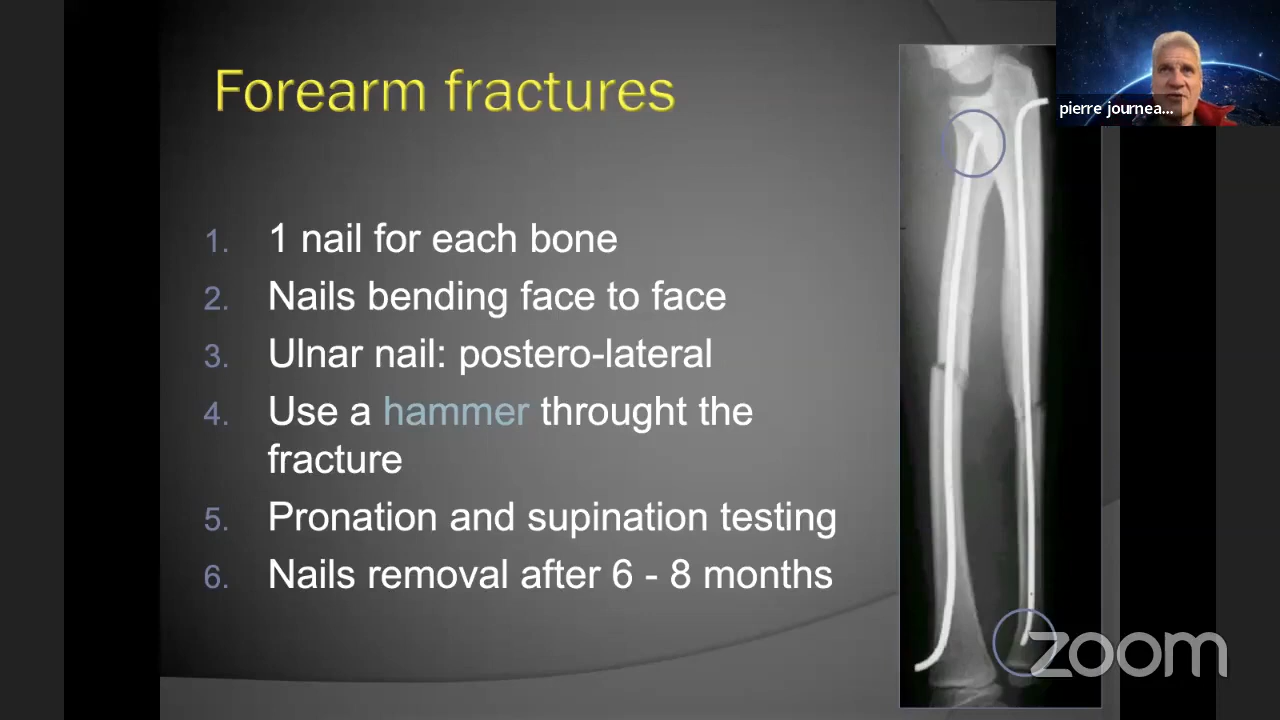 Forearm fractures
pierre journea...
1. 1 nail for each bone
2. Nails bending face to face
3. Ulnar nail: postero-lateral
4. Use a hammer throught the
fracture
5. Pronation and supination testing
6. Nails removal after 6 - 8 months
zoom